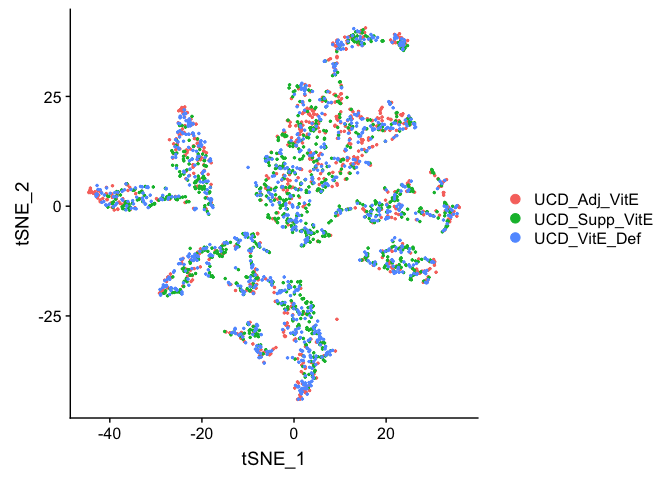 25
0
-25
tSNE_2
-40
-20
0
20
tSNE_1
UCD_Adj_VitE
UCD_Supp_VitE
UCD_VitE_Def